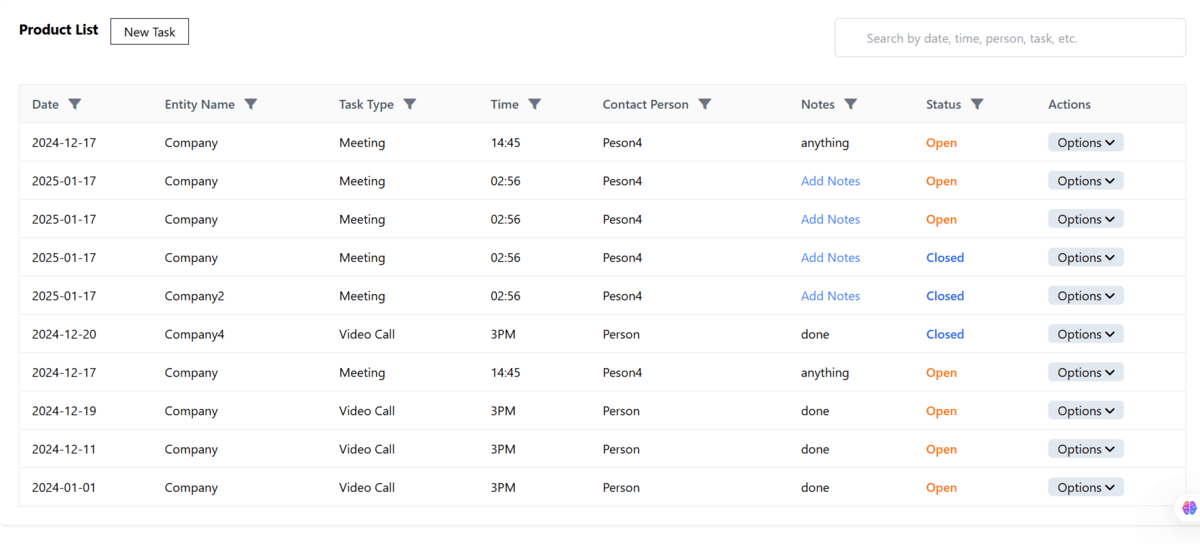 Product List New Task Search by date, time, person, task, etc.
Date Entity Name Task Type Time Contact Person Notes Status Actions
2024-12-17 Company Meeting 14:45 Peson4 anything Open Options
2025-01-17 Company Meeting 02:56 Peson4 Add Notes Open Options
2025-01-17 Company Meeting 02:56 Peson4 Add Notes Open Options
2025-01-17 Company Meeting 02:56 Peson4 Add Notes Closed Options
2025-01-17 Company2 Meeting 02:56 Peson4 Add Notes Closed Options
2024-12-20 Company4 Video Call 3PM Person done Closed Options
2024-12-17 Company Meeting 14:45 Peson4 anything Open Options
2024-12-19 Company Video Call 3PM Person done Open Options
2024-12-11 Company Video Call 3PM Person done Open Options
2024-01-01 Company Video Call 3PM Person done Open Options